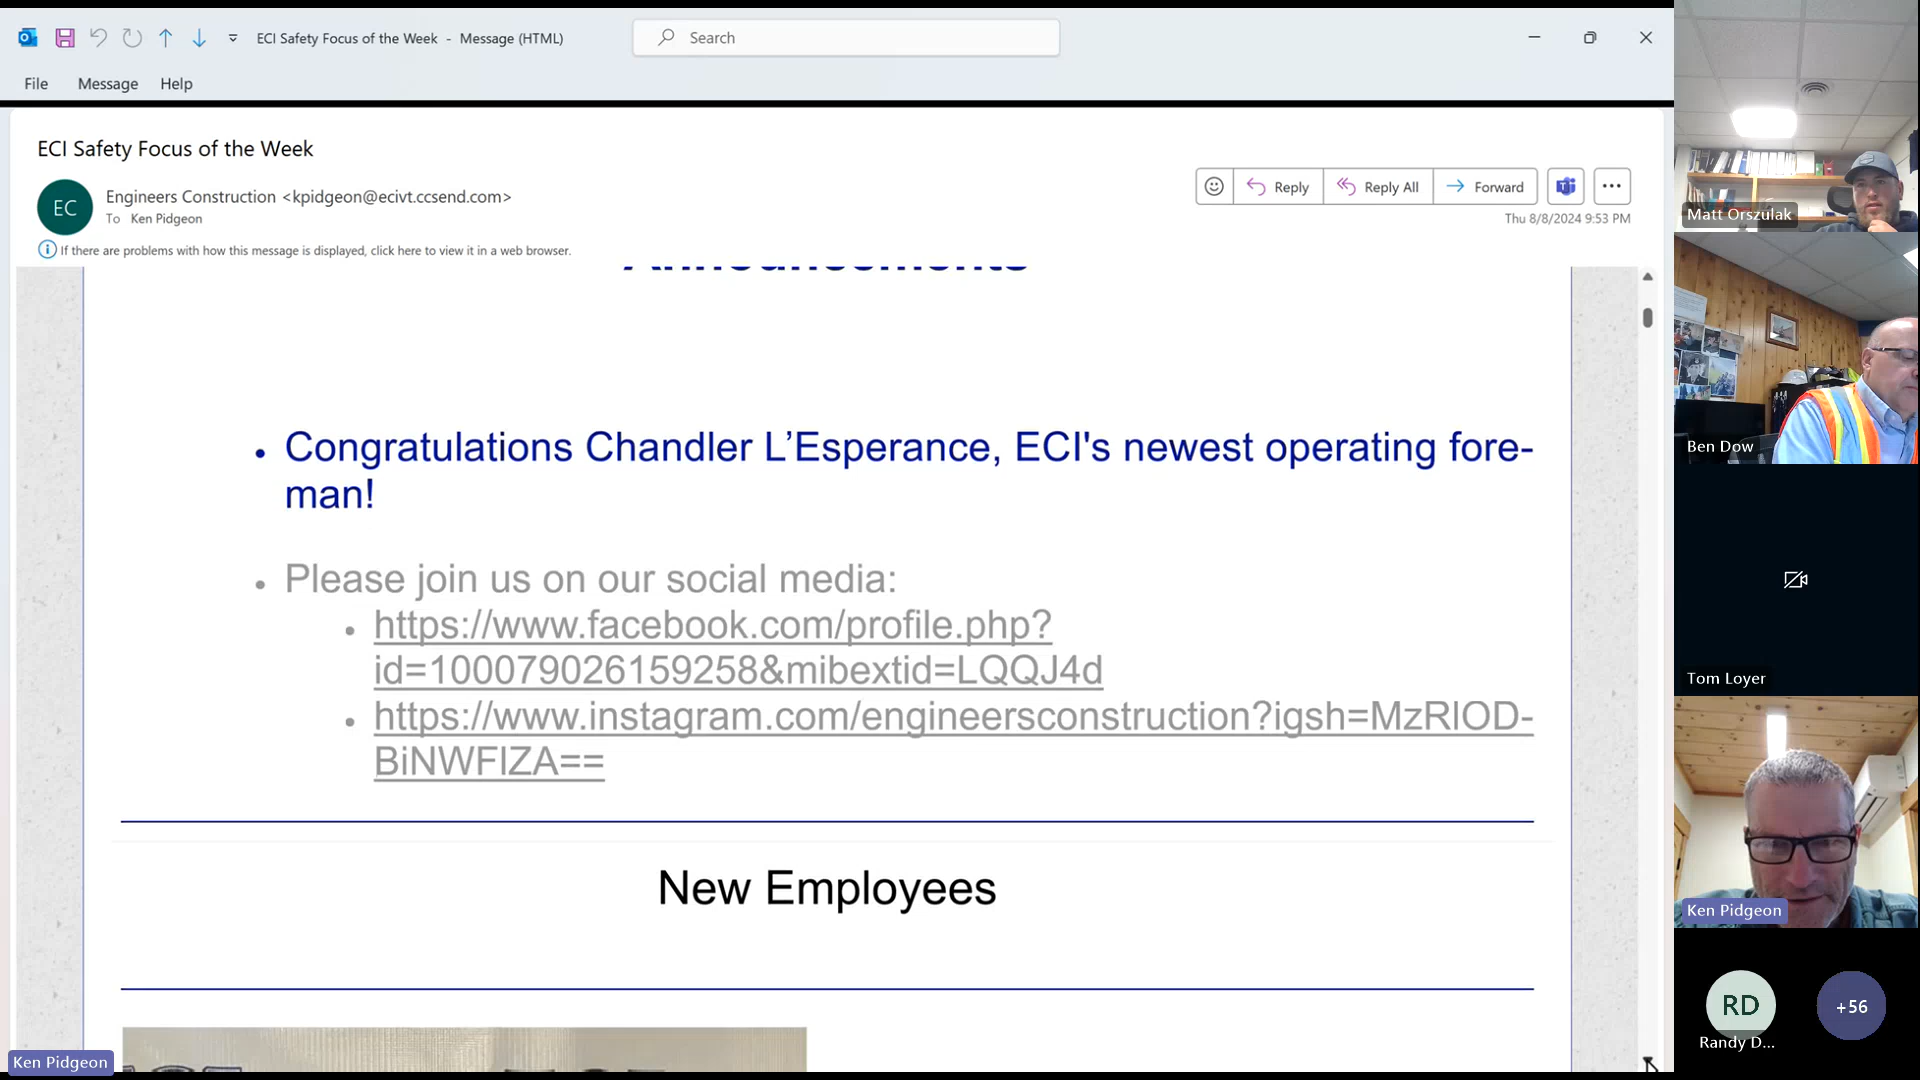 ECI Safety Focus of the Week - Message (HTML)
Search
File Message Help
ECI Safety Focus of the Week
EC
Engineers Construction <kpidgeon@ecivt.ccsend.com>
To Ken Pidgeon
Reply Reply All Forward
Thu 8/8/2024 9:53 PM
If there are problems with how this message is displayed, click here to view it in a web browser.
Announcements
• Congratulations Chandler L’Esperance, ECI's newest operating fore-
man!
• Please join us on our social media:
• https://www.facebook.com/profile.php?
id=100079026159258&mibextid=LQQJ4d
• https://www.instagram.com/engineersconstruction?igsh=MzRlOD-
BiNWFlZA==
New Employees
Ken Pidgeon
Matt Orszulak
Ben Dow
Tom Loyer
Ken Pidgeon
RD
+56
Randy D...